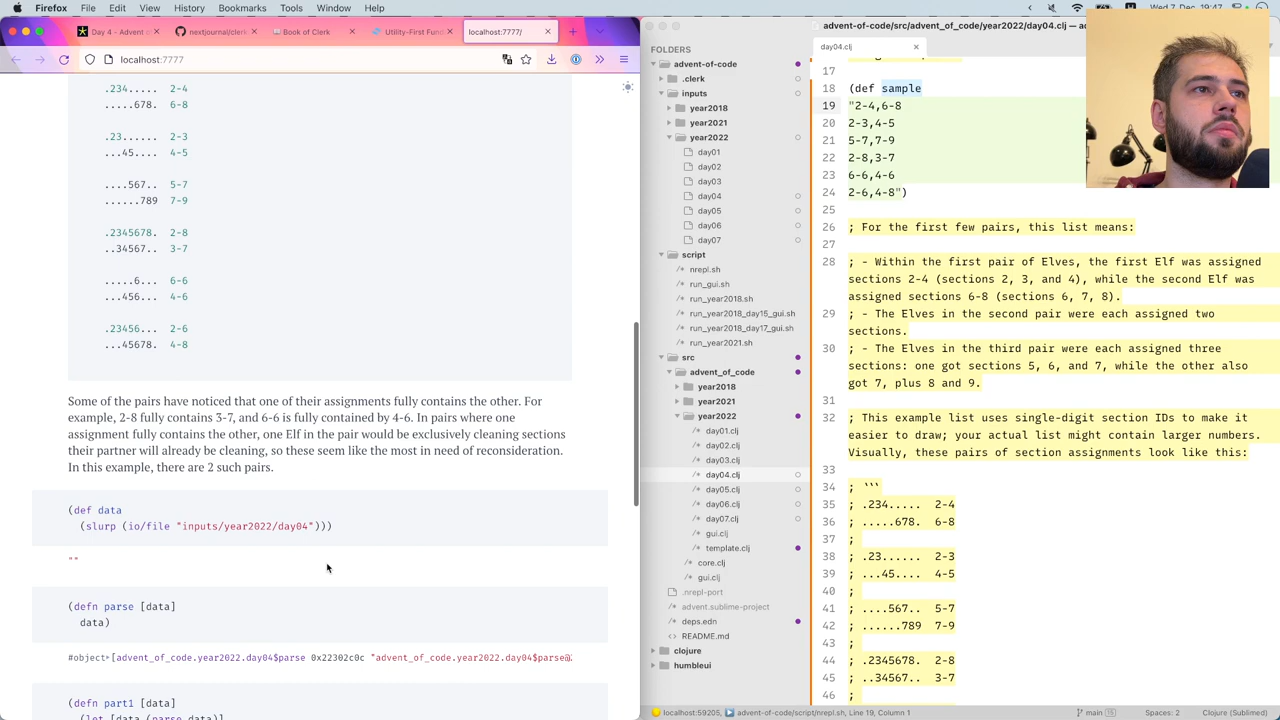 Day 4 - Advent of
nextjournal/clerk
Book of Clerk
Utility-First Fund
localhost:7777/
localhost:7777
.234..... 2-4
.....678. 6-8
.23...... 2-3
...45.... 4-5
....567.. 5-7
......789 7-9
.2345678. 2-8
..34567.. 3-7
.....6... 6-6
...456... 4-6
.23456... 2-6
...45678. 4-8
Some of the pairs have noticed that one of their assignments fully contains the other. For
example, 2-8 fully contains 3-7, and 6-6 is fully contained by 4-6. In pairs where one
assignment fully contains the other, one Elf in the pair would be exclusively cleaning sections
their partner will already be cleaning, so these seem like the most in need of reconsideration.
In this example, there are 2 such pairs.
(def data
(slurp (io/file "inputs/year2022/day04")))
""
(defn parse [data]
data)
#object [advent_of_code.year2022.day04$parse 0x22302c0c "advent_of_code.year2022.day04$parse@
(defn part1 [data]
(let [data (parse data)]
advent-of-code/src/advent_of_code/year2022/day04.clj — a
FOLDERS
advent-of-code
.clerk
inputs
year2018
year2021
year2022
day01
day02
day03
day04
day05
day06
day07
script
nrepl.sh
run_gui.sh
run_year2018.sh
run_year2018_day15_gui.sh
run_year2018_day17_gui.sh
run_year2021.sh
src
advent_of_code
year2018
year2021
year2022
day01.clj
day02.clj
day03.clj
day04.clj
day05.clj
day06.clj
day07.clj
gui.clj
template.clj
core.clj
gui.clj
.nrepl-port
advent.sublime-project
deps.edn
README.md
clojure
humbleui
day04.clj
17
18 (def sample
19 "2-4,6-8
20 2-3,4-5
21 5-7,7-9
22 2-8,3-7
23 6-6,4-6
24 2-6,4-8")
25
26 ; For the first few pairs, this list means:
27
28 ; - Within the first pair of Elves, the first Elf was assigned
sections 2-4 (sections 2, 3, and 4), while the second Elf was
assigned sections 6-8 (sections 6, 7, 8).
29 ; - The Elves in the second pair were each assigned two
sections.
30 ; - The Elves in the third pair were each assigned three
sections: one got sections 5, 6, and 7, while the other also
got 7, plus 8 and 9.
31
32 ; This example list uses single-digit section IDs to make it
easier to draw; your actual list might contain larger numbers.
Visually, these pairs of section assignments look like this:
33
34 ; ```
35 ; .234..... 2-4
36 ; .....678. 6-8
37 ;
38 ; .23...... 2-3
39 ; ...45.... 4-5
40 ;
41 ; ....567.. 5-7
42 ; ......789 7-9
43 ;
44 ; .2345678. 2-8
45 ; ..34567.. 3-7
46 ;
localhost:59205, advent-of-code/script/nrepl.sh, Line 19, Column 1
main 15
Spaces: 2
Clojure (Sublimed)